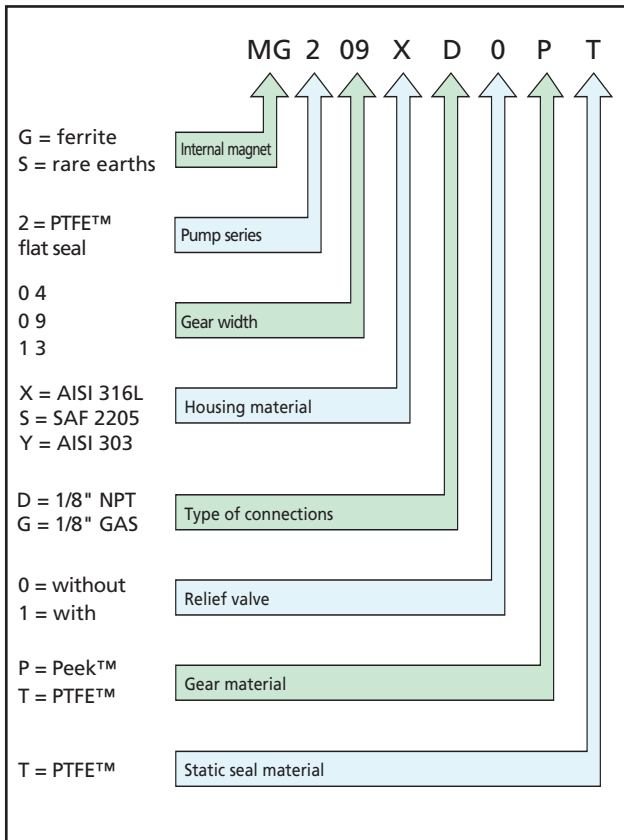 MG 2 09 X D 0 P T
G = ferrite
S = rare earths
Internal magnet
2 = PTFE™
flat seal
Pump series
0 4
0 9
1 3
Gear width
X = AISI 316L
S = SAF 2205
Y = AISI 303
Housing material
D = 1/8" NPT
G = 1/8" GAS
Type of connections
0 = without
1 = with
Relief valve
P = Peek™
T = PTFE™
Gear material
T = PTFE™
Static seal material